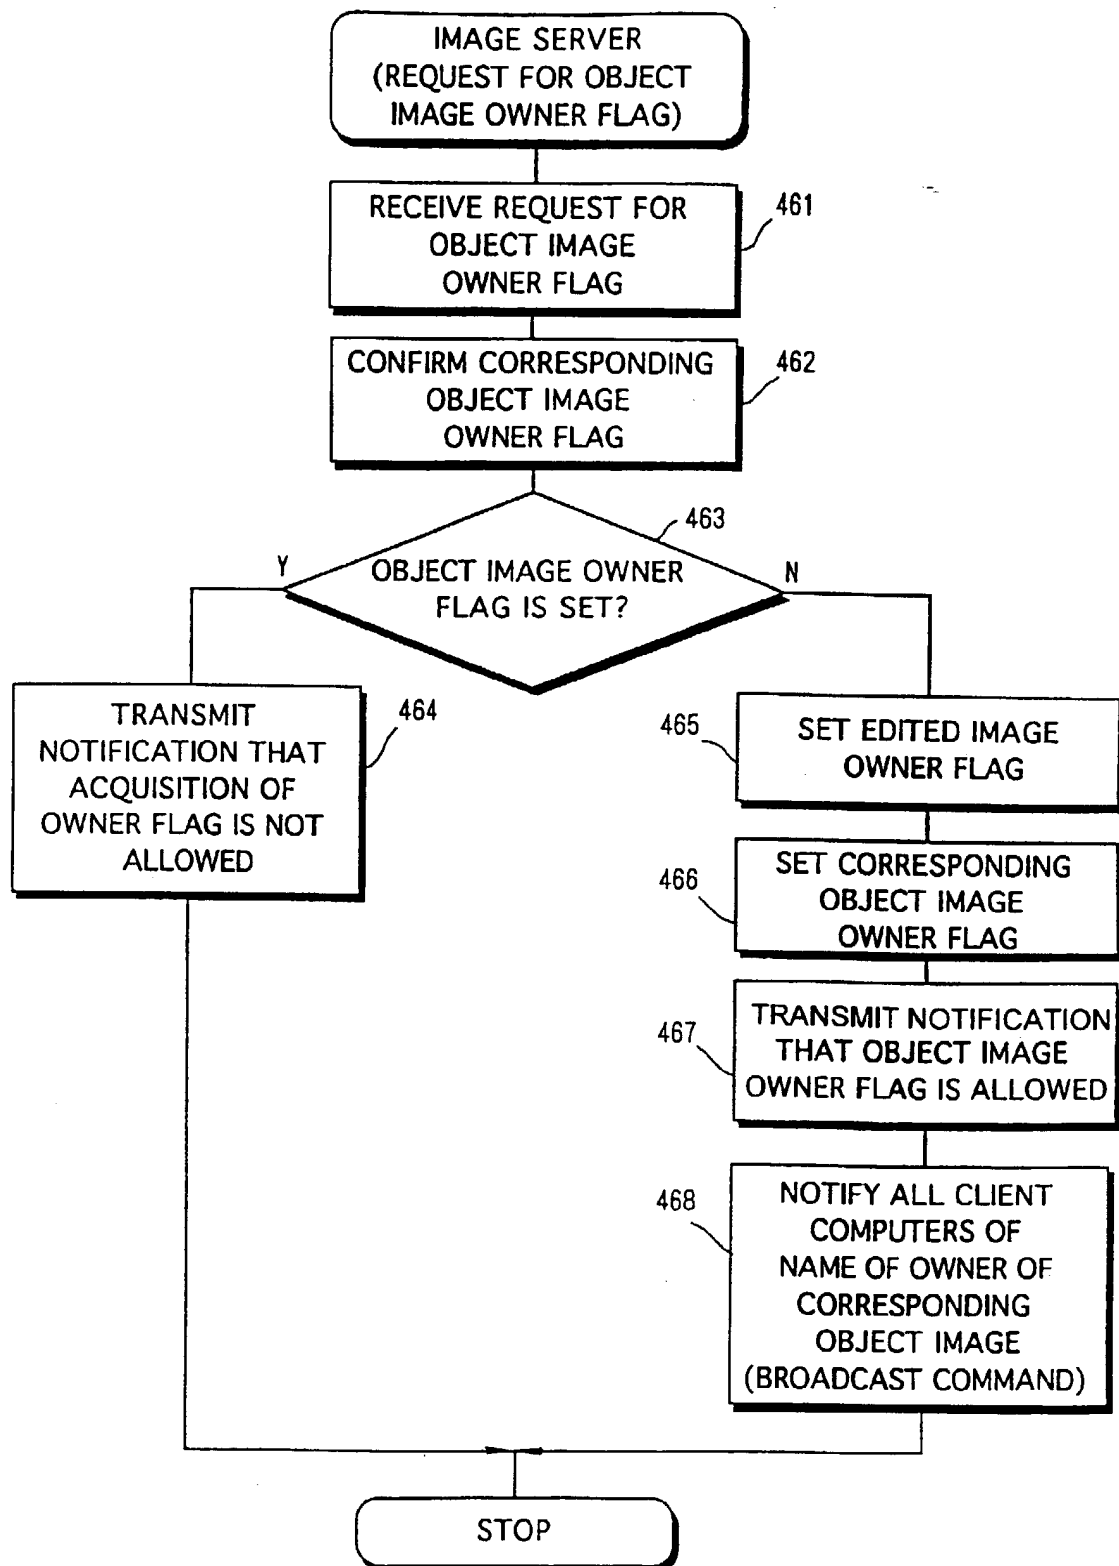 IMAGE SERVER
(REQUEST FOR OBJECT
IMAGE OWNER FLAG)
RECEIVE REQUEST FOR
OBJECT IMAGE
OWNER FLAG
461
CONFIRM CORRESPONDING
OBJECT IMAGE
OWNER FLAG
462
463
OBJECT IMAGE OWNER
FLAG IS SET?
Y
N
TRANSMIT
NOTIFICATION THAT
ACQUISITION OF
OWNER FLAG IS NOT
ALLOWED
464
465
SET EDITED IMAGE
OWNER FLAG
466
SET CORRESPONDING
OBJECT IMAGE
OWNER FLAG
467
TRANSMIT NOTIFICATION
THAT OBJECT IMAGE
OWNER FLAG IS ALLOWED
468
NOTIFY ALL CLIENT
COMPUTERS OF
NAME OF OWNER OF
CORRESPONDING
OBJECT IMAGE
(BROADCAST COMMAND)
STOP